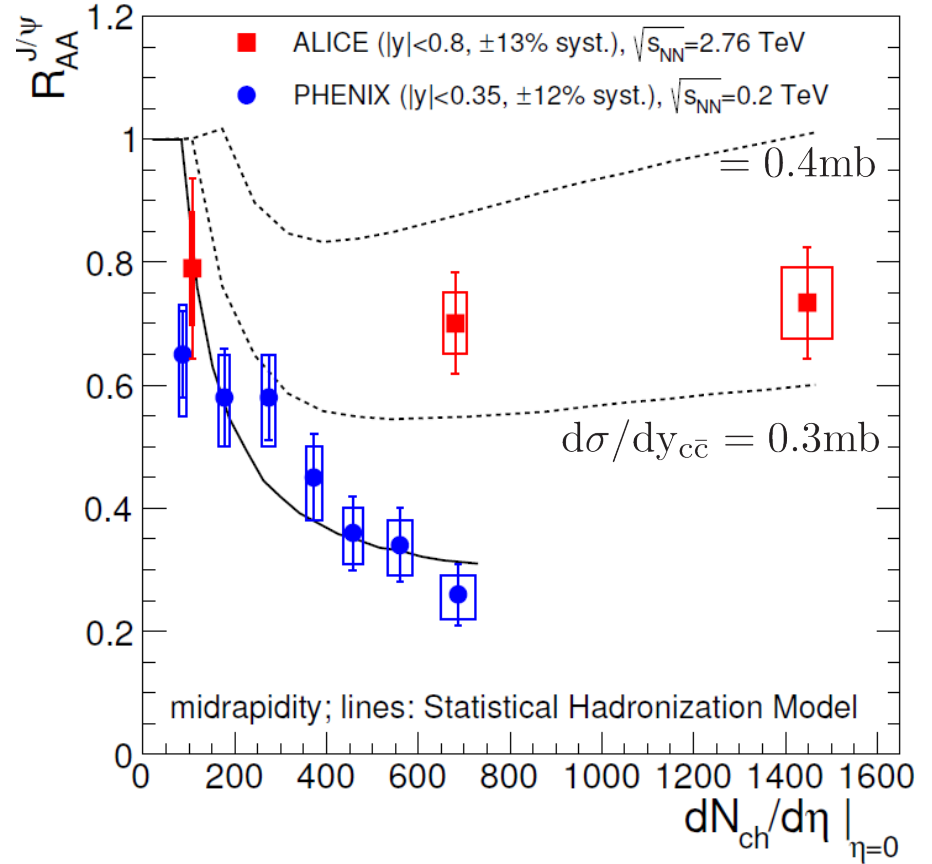 R_AA^J/ψ
1.2
1
0.8
0.6
0.4
0.2
0
ALICE (|y|<0.8, ±13% syst.), √s_NN=2.76 TeV
PHENIX (|y|<0.35, ±12% syst.), √s_NN=0.2 TeV
= 0.4mb
dσ/dy_cc̄ = 0.3mb
midrapidity; lines: Statistical Hadronization Model
0 200 400 600 800 1000 1200 1400 1600
dN_ch/dη |_η=0